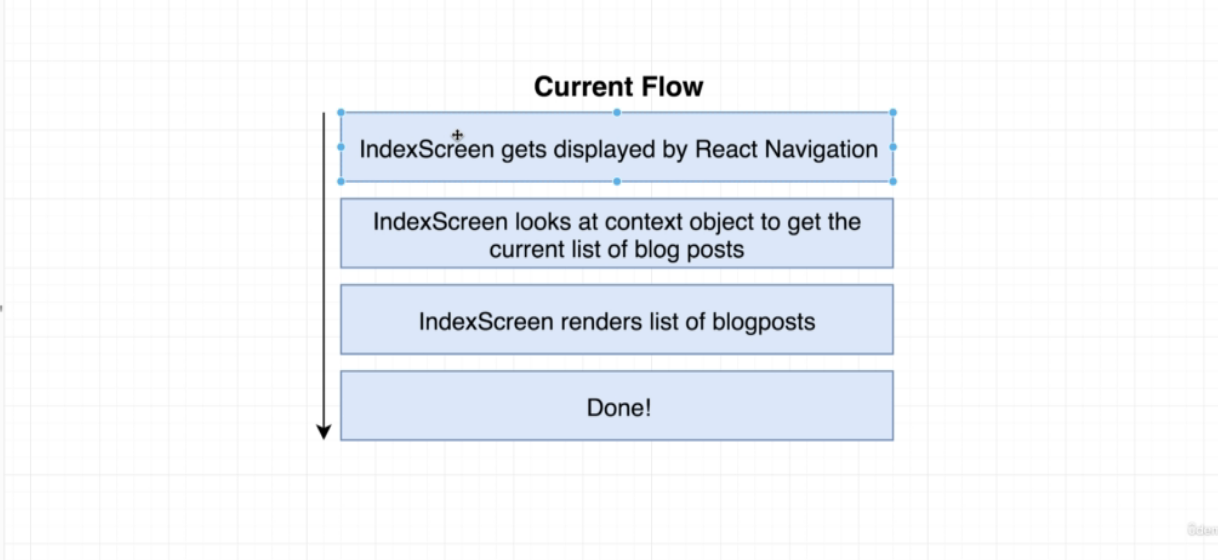 Current Flow
IndexScreen gets displayed by React Navigation
IndexScreen looks at context object to get the
current list of blog posts
IndexScreen renders list of blogposts
Done!